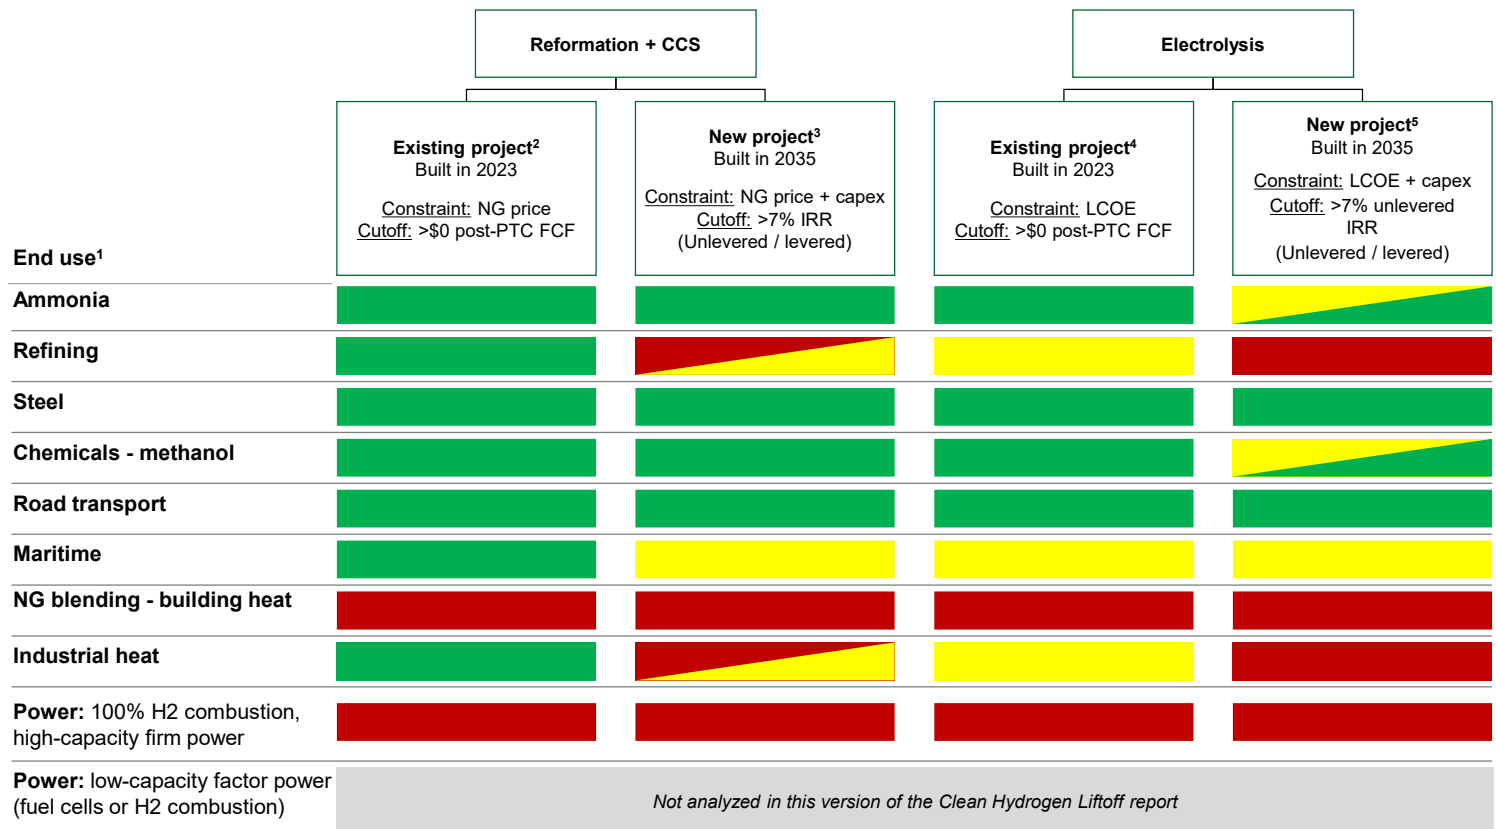 Reformation + CCS
Electrolysis
Existing project²
Built in 2023
Constraint: NG price
Cutoff: >$0 post-PTC FCF
New project³
Built in 2035
Constraint: NG price + capex
Cutoff: >7% IRR
(Unlevered / levered)
Existing project⁴
Built in 2023
Constraint: LCOE
Cutoff: >$0 post-PTC FCF
New project⁵
Built in 2035
Constraint: LCOE + capex
Cutoff: >7% unlevered
IRR
(Unlevered / levered)
End use¹
Ammonia
Refining
Steel
Chemicals - methanol
Road transport
Maritime
NG blending - building heat
Industrial heat
Power: 100% H2 combustion,
high-capacity firm power
Power: low-capacity factor power
(fuel cells or H2 combustion)
Not analyzed in this version of the Clean Hydrogen Liftoff report